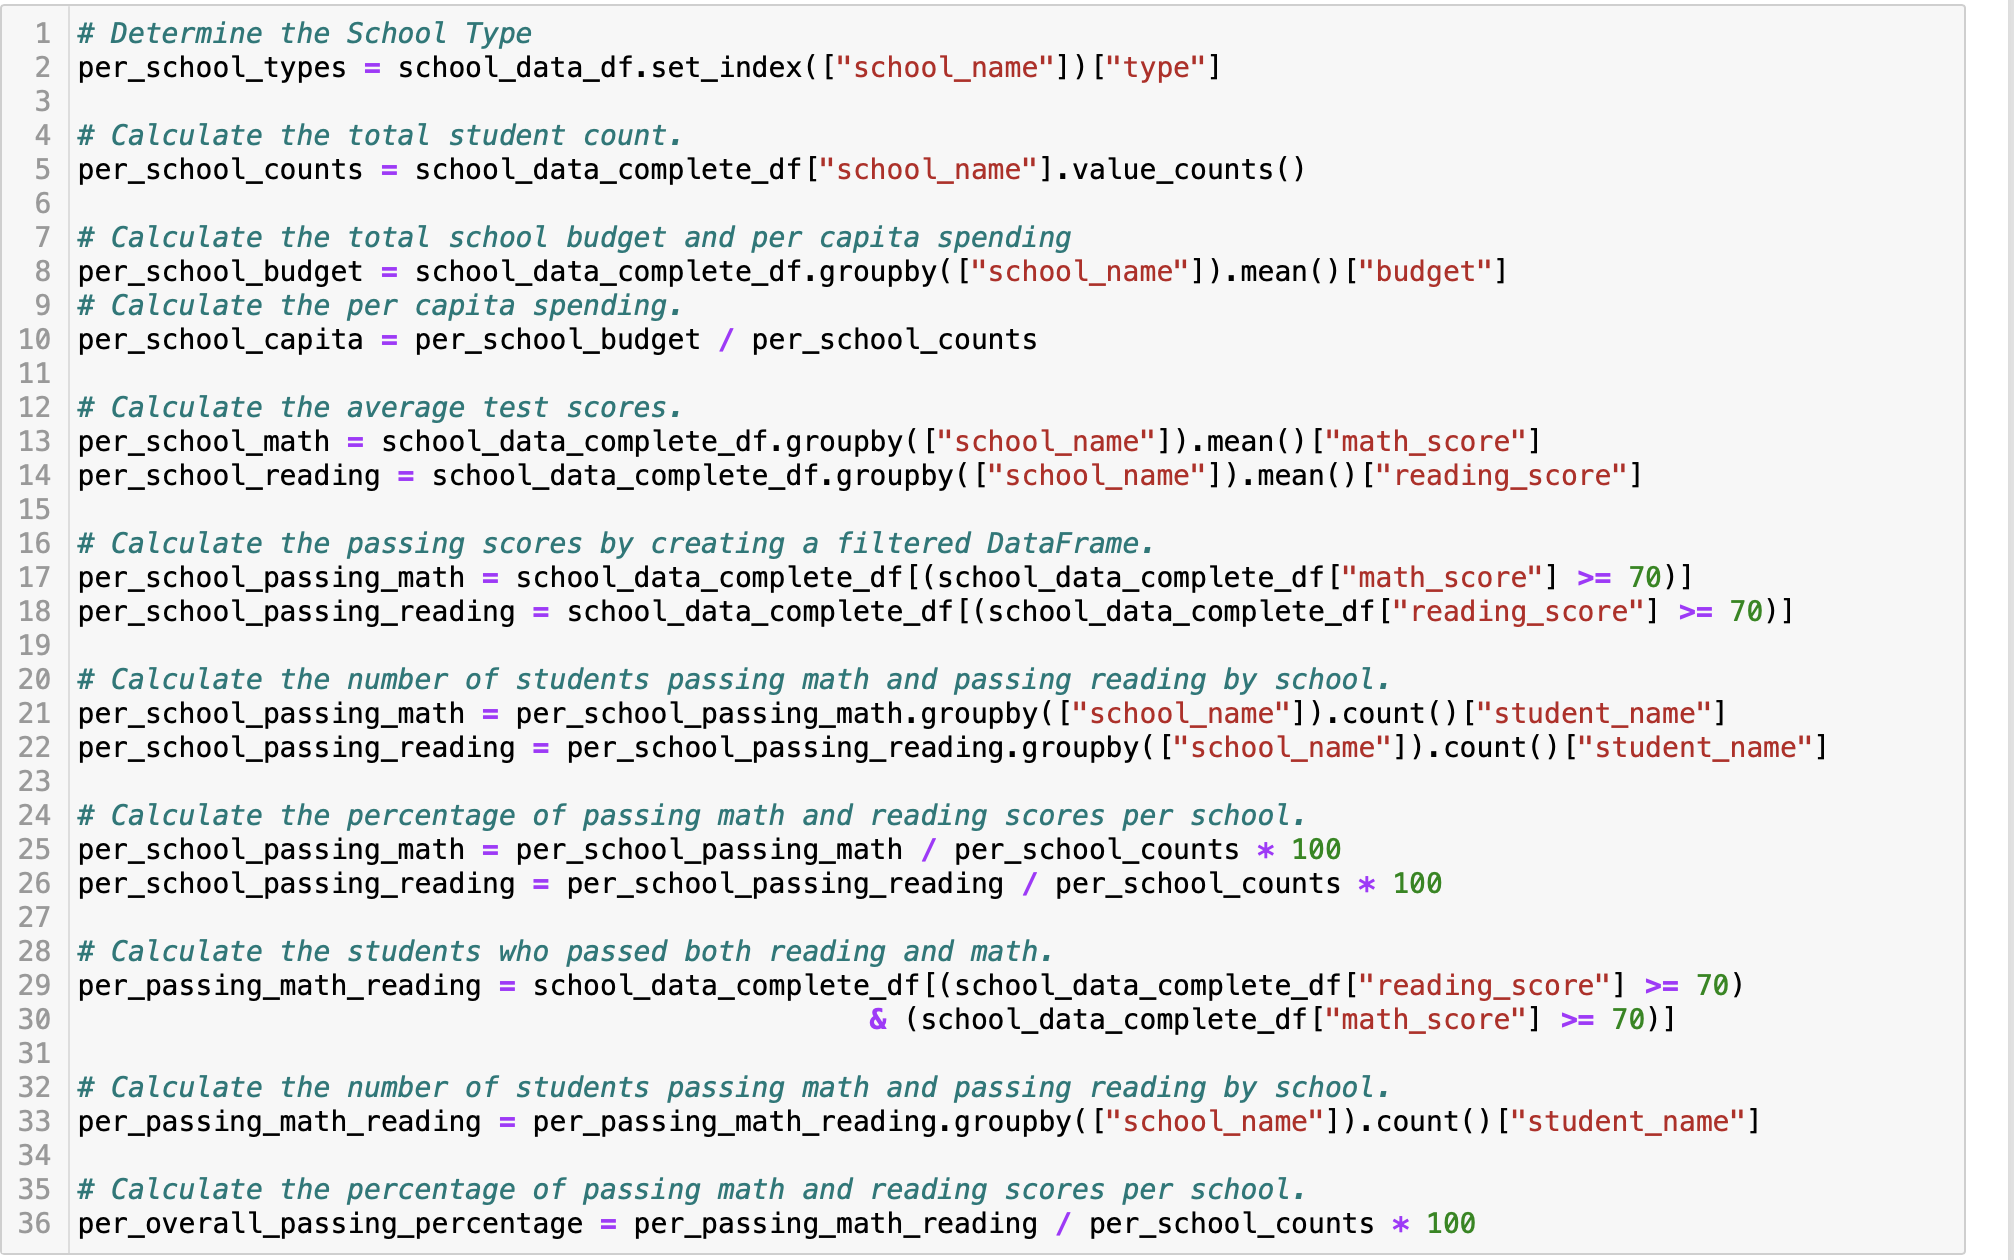 1 # Determine the School Type
2 per_school_types = school_data_df.set_index(["school_name"])["type"]
3
4 # Calculate the total student count.
5 per_school_counts = school_data_complete_df["school_name"].value_counts()
6
7 # Calculate the total school budget and per capita spending
8 per_school_budget = school_data_complete_df.groupby(["school_name"]).mean()["budget"]
9 # Calculate the per capita spending.
10 per_school_capita = per_school_budget / per_school_counts
11
12 # Calculate the average test scores.
13 per_school_math = school_data_complete_df.groupby(["school_name"]).mean()["math_score"]
14 per_school_reading = school_data_complete_df.groupby(["school_name"]).mean()["reading_score"]
15
16 # Calculate the passing scores by creating a filtered DataFrame.
17 per_school_passing_math = school_data_complete_df[(school_data_complete_df["math_score"] >= 70)]
18 per_school_passing_reading = school_data_complete_df[(school_data_complete_df["reading_score"] >= 70)]
19
20 # Calculate the number of students passing math and passing reading by school.
21 per_school_passing_math = per_school_passing_math.groupby(["school_name"]).count()["student_name"]
22 per_school_passing_reading = per_school_passing_reading.groupby(["school_name"]).count()["student_name"]
23
24 # Calculate the percentage of passing math and reading scores per school.
25 per_school_passing_math = per_school_passing_math / per_school_counts * 100
26 per_school_passing_reading = per_school_passing_reading / per_school_counts * 100
27
28 # Calculate the students who passed both reading and math.
29 per_passing_math_reading = school_data_complete_df[(school_data_complete_df["reading_score"] >= 70)
30 & (school_data_complete_df["math_score"] >= 70)]
31
32 # Calculate the number of students passing math and passing reading by school.
33 per_passing_math_reading = per_passing_math_reading.groupby(["school_name"]).count()["student_name"]
34
35 # Calculate the percentage of passing math and reading scores per school.
36 per_overall_passing_percentage = per_passing_math_reading / per_school_counts * 100